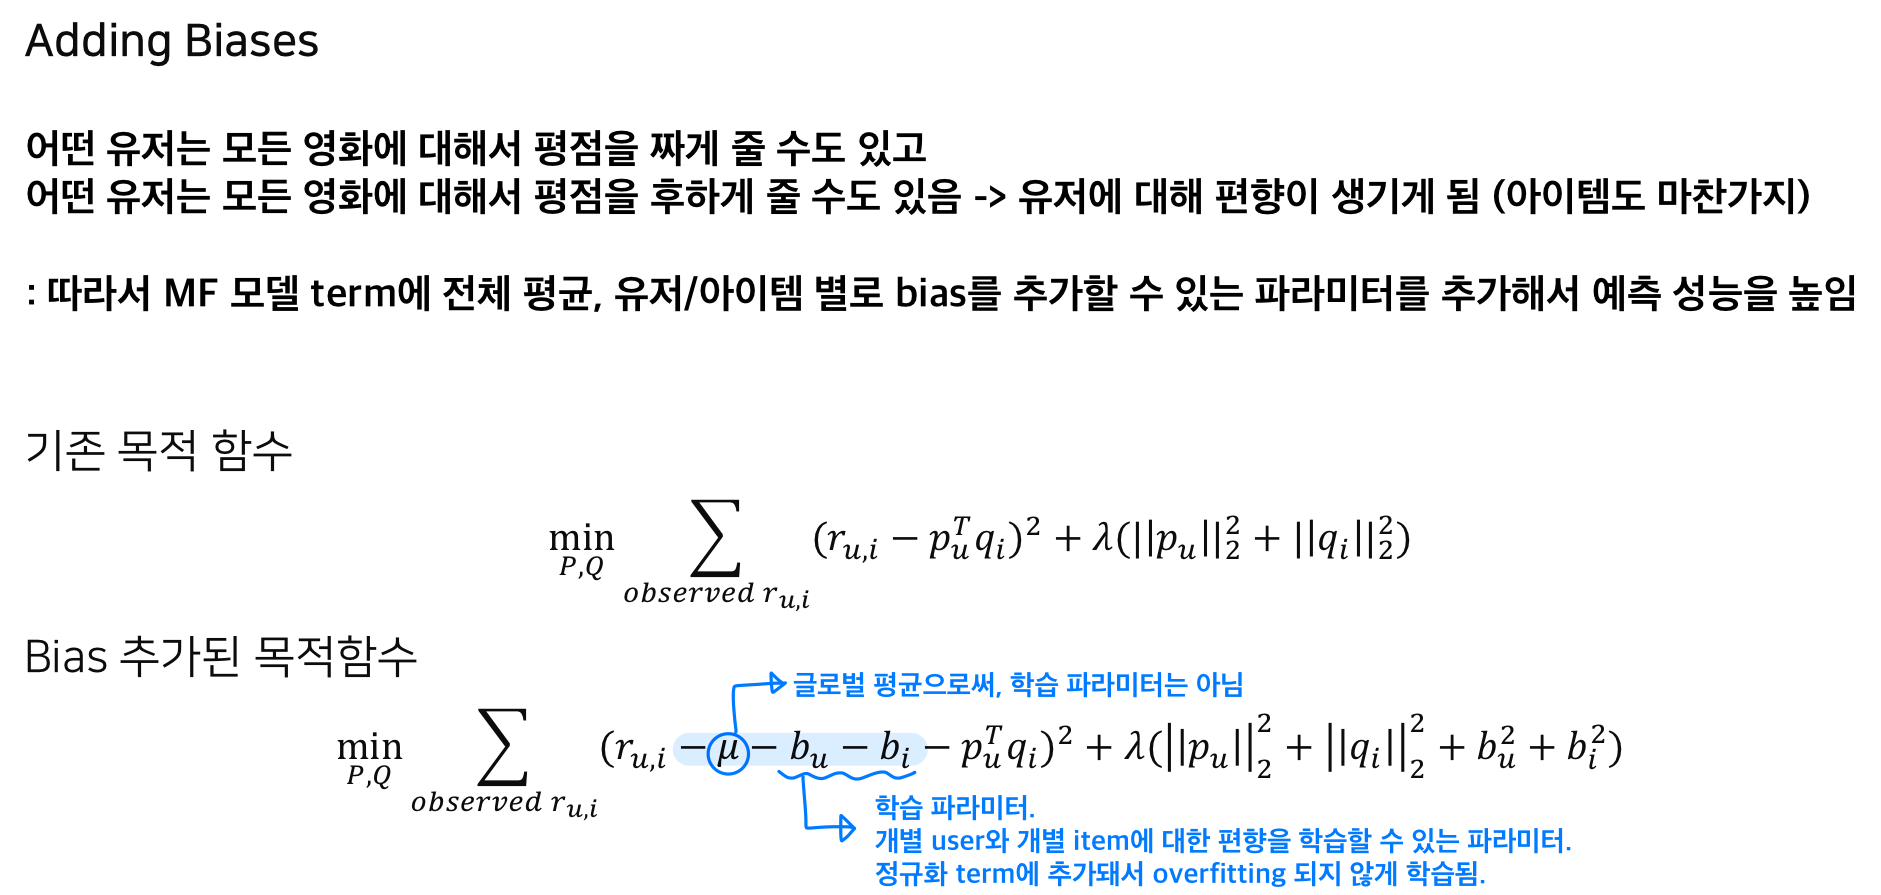 Adding Biases
어떤 유저는 모든 영화에 대해서 평점을 짜게 줄 수도 있고
어떤 유저는 모든 영화에 대해서 평점을 후하게 줄 수도 있음 -> 유저에 대해 편향이 생기게 됨 (아이템도 마찬가지)
: 따라서 MF 모델 term에 전체 평균, 유저/아이템 별로 bias를 추가할 수 있는 파라미터를 추가해서 예측 성능을 높임
기존 목적 함수
$\min_{P,Q} \sum_{observed\ r_{u,i}} (r_{u,i} - p_u^T q_i)^2 + \lambda(||p_u||_2^2 + ||q_i||_2^2)$
Bias 추가된 목적함수
글로벌 평균으로써, 학습 파라미터는 아님
$\min_{P,Q} \sum_{observed\ r_{u,i}} (r_{u,i} - \mu - b_u - b_i - p_u^T q_i)^2 + \lambda(||p_u||_2^2 + ||q_i||_2^2 + b_u^2 + b_i^2)$
학습 파라미터.
개별 user와 개별 item에 대한 편향을 학습할 수 있는 파라미터.
정규화 term에 추가돼서 overfitting 되지 않게 학습됨.